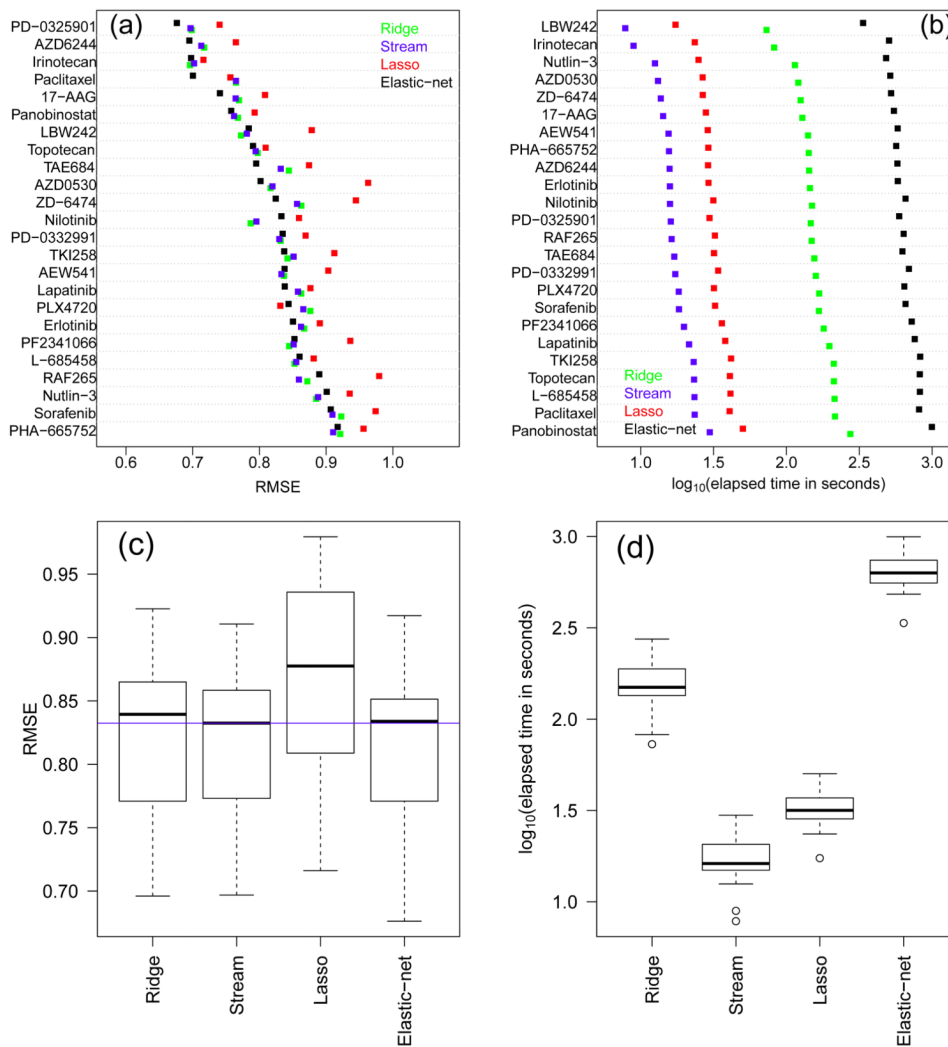 (a)
Ridge
Stream
Lasso
Elastic−net
PD−0325901
AZD6244
Irinotecan
Paclitaxel
17−AAG
Panobinostat
LBW242
Topotecan
TAE684
AZD0530
ZD−6474
Nilotinib
PD−0332991
TKI258
AEW541
Lapatinib
PLX4720
Erlotinib
PF2341066
L−685458
RAF265
Nutlin−3
Sorafenib
PHA−665752
0.6 0.7 0.8 0.9 1.0
RMSE
(b)
LBW242
Irinotecan
Nutlin−3
AZD0530
ZD−6474
17−AAG
AEW541
PHA−665752
AZD6244
Erlotinib
Nilotinib
PD−0325901
RAF265
TAE684
PD−0332991
PLX4720
Sorafenib
PF2341066
Lapatinib
TKI258
Topotecan
L−685458
Paclitaxel
Panobinostat
Ridge
Stream
Lasso
Elastic−net
1.0 1.5 2.0 2.5 3.0
log10(elapsed time in seconds)
(c)
RMSE
0.95
0.90
0.85
0.80
0.75
0.70
Ridge
Stream
Lasso
Elastic−net
(d)
log10(elapsed time in seconds)
3.0
2.5
2.0
1.5
1.0
Ridge
Stream
Lasso
Elastic−net